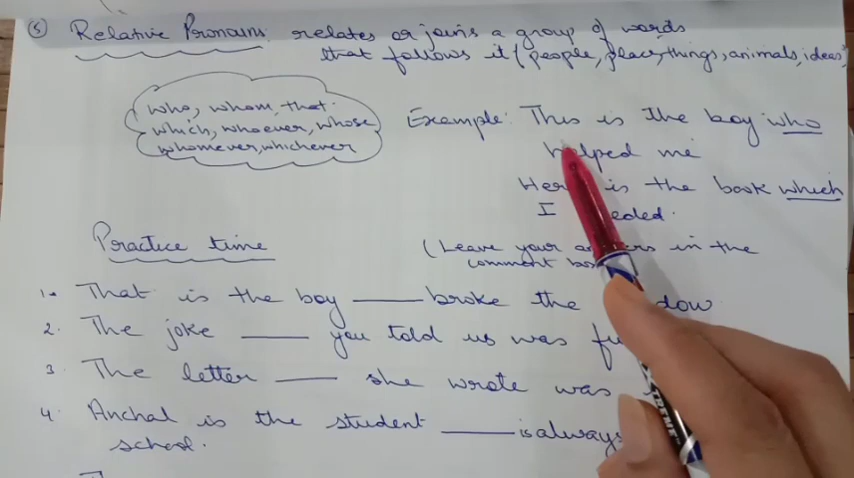 ⑤ Relative Pronouns: relates or joins a group of words
that follows it (people, place, things, animals, ideas)
who, whom, that.
which, whoever, whose
whomever, whichever
Example: This is the boy who
helped me
is the book which
I
Practice time
(Leave your in the
comment
1. That is the boy ____ broke the
2. The joke ____ you told us was
3. The letter ____ she wrote was
4. Anchal is the student ____ is always
school.